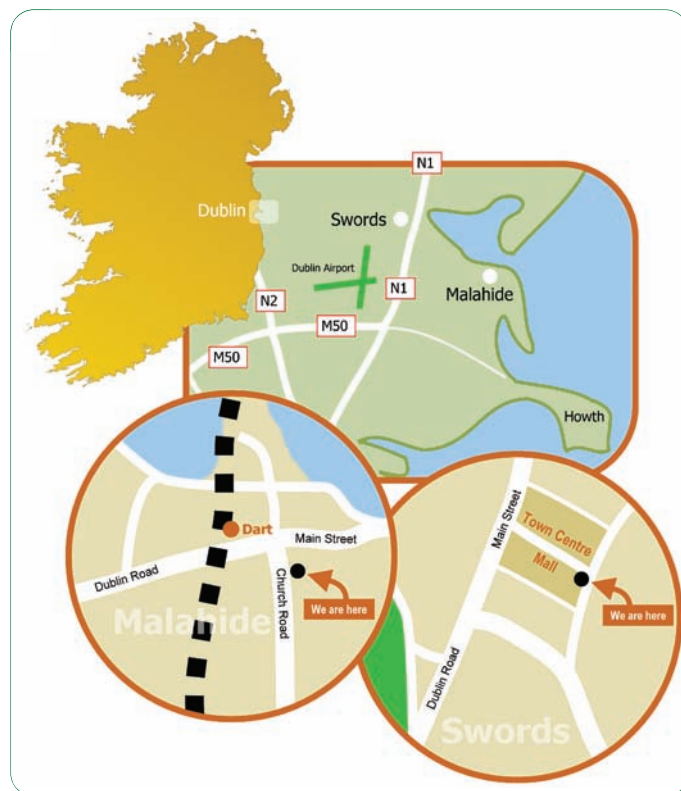 N1
Dublin
Swords
Dublin Airport
N1
Malahide
N2
M50
M50
Howth
Dart
Main Street
Dublin Road
Church Road
We are here
Malahide
Main Street
Town Centre
Mall
We are here
Dublin Road
Swords